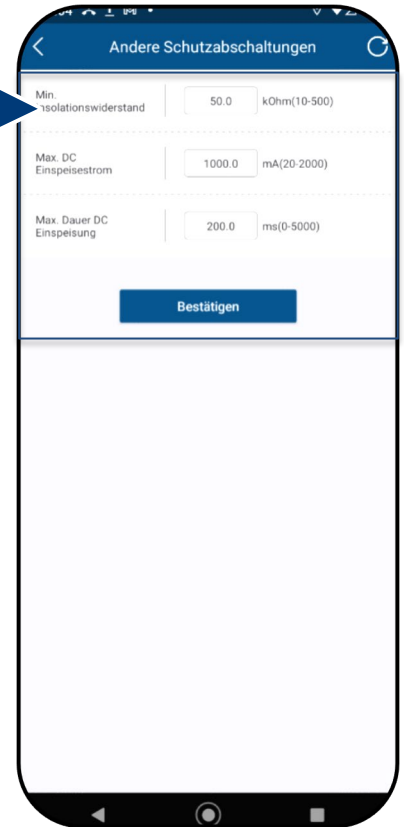 Andere Schutzabschaltungen
Min.
nsolationswiderstand
50.0 kOhm(10-500)
Max. DC
Einspeisestrom
1000.0 mA(20-2000)
Max. Dauer DC
Einspeisung
200.0 ms(0-5000)
Bestätigen